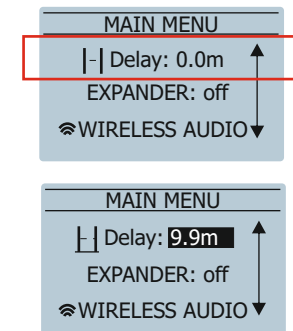 MAIN MENU
|-| Delay: 0.0m
EXPANDER: off
WIRELESS AUDIO
MAIN MENU
|-| Delay: 9.9m
EXPANDER: off
WIRELESS AUDIO